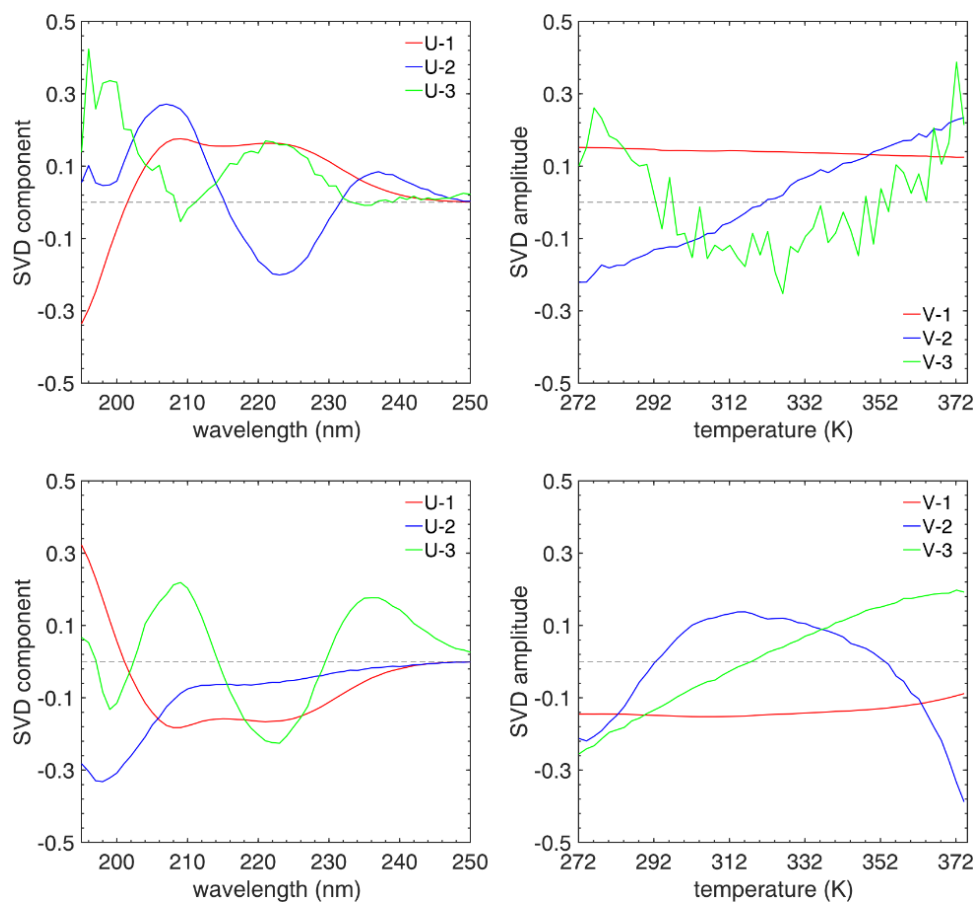 0.5
0.3
0.1
-0.1
-0.3
-0.5
SVD component
U-1
U-2
U-3
200 210 220 230 240 250
wavelength (nm)
0.5
0.3
0.1
-0.1
-0.3
-0.5
SVD amplitude
V-1
V-2
V-3
272 292 312 332 352 372
temperature (K)
0.5
0.3
0.1
-0.1
-0.3
-0.5
SVD component
U-1
U-2
U-3
200 210 220 230 240 250
wavelength (nm)
0.5
0.3
0.1
-0.1
-0.3
-0.5
SVD amplitude
V-1
V-2
V-3
272 292 312 332 352 372
temperature (K)